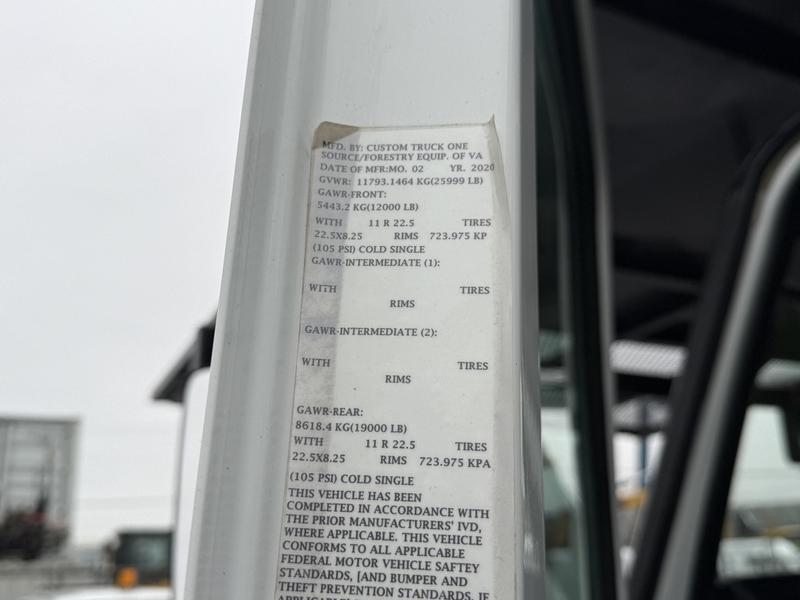 MFD. BY: CUSTOM TRUCK ONE
SOURCE/FORESTRY EQUIP. OF VA
DATE OF MFR:MO. 02 YR. 2020
GVWR: 11793.1464 KG(25999 LB)
GAWR-FRONT:
5443.2 KG(12000 LB)
WITH 11 R 22.5 TIRES
22.5X8.25 RIMS 723.975 KP
(105 PSI) COLD SINGLE
GAWR-INTERMEDIATE (1):
WITH TIRES
RIMS
GAWR-INTERMEDIATE (2):
WITH TIRES
RIMS
GAWR-REAR:
8618.4 KG(19000 LB)
WITH 11 R 22.5 TIRES
22.5X8.25 RIMS 723.975 KPA
(105 PSI) COLD SINGLE
THIS VEHICLE HAS BEEN
COMPLETED IN ACCORDANCE WITH
THE PRIOR MANUFACTURERS' IVD,
WHERE APPLICABLE. THIS VEHICLE
CONFORMS TO ALL APPLICABLE
FEDERAL MOTOR VEHICLE SAFTEY
STANDARDS, [AND BUMPER AND
THEFT PREVENTION STANDARDS, IF